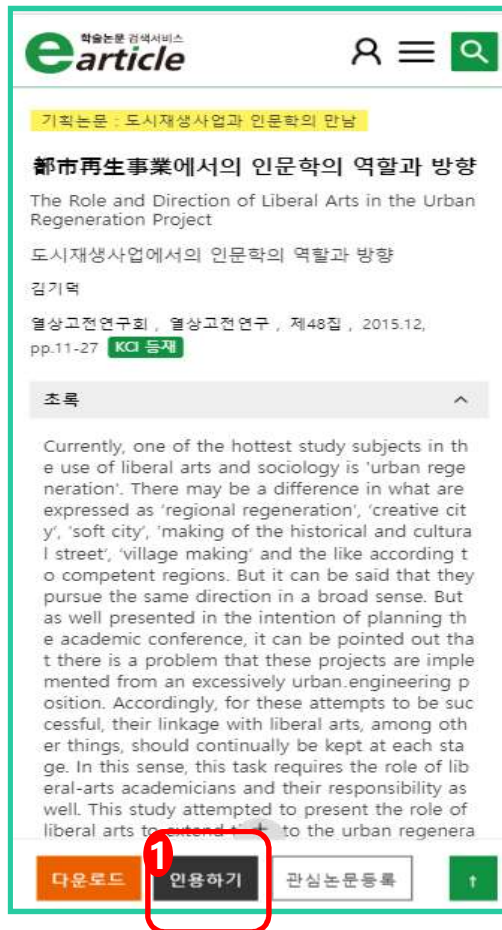 학술논문 검색서비스
earticle
기획논문 : 도시재생사업과 인문학의 만남
都市再生事業에서의 인문학의 역할과 방향
The Role and Direction of Liberal Arts in the Urban
Regeneration Project
도시재생사업에서의 인문학의 역할과 방향
김기덕
열상고전연구회 , 열상고전연구 , 제48집 , 2015.12,
pp.11-27 KCI 등재
초록
Currently, one of the hottest study subjects in th
e use of liberal arts and sociology is 'urban rege
neration'. There may be a difference in what are
expressed as 'regional regeneration', 'creative cit
y', 'soft city', 'making of the historical and cultura
l street', 'village making' and the like according t
o competent regions. But it can be said that they
pursue the same direction in a broad sense. But
as well presented in the intention of planning th
e academic conference, it can be pointed out tha
t there is a problem that these projects are imple
mented from an excessively urban.engineering p
osition. Accordingly, for these attempts to be suc
cessful, their linkage with liberal arts, among oth
er things, should continually be kept at each sta
ge. In this sense, this task requires the role of lib
eral-arts academicians and their responsibility as
well. This study attempted to present the role of
liberal arts to extend to the urban regenera
1
다운로드 인용하기 관심논문등록 ↑